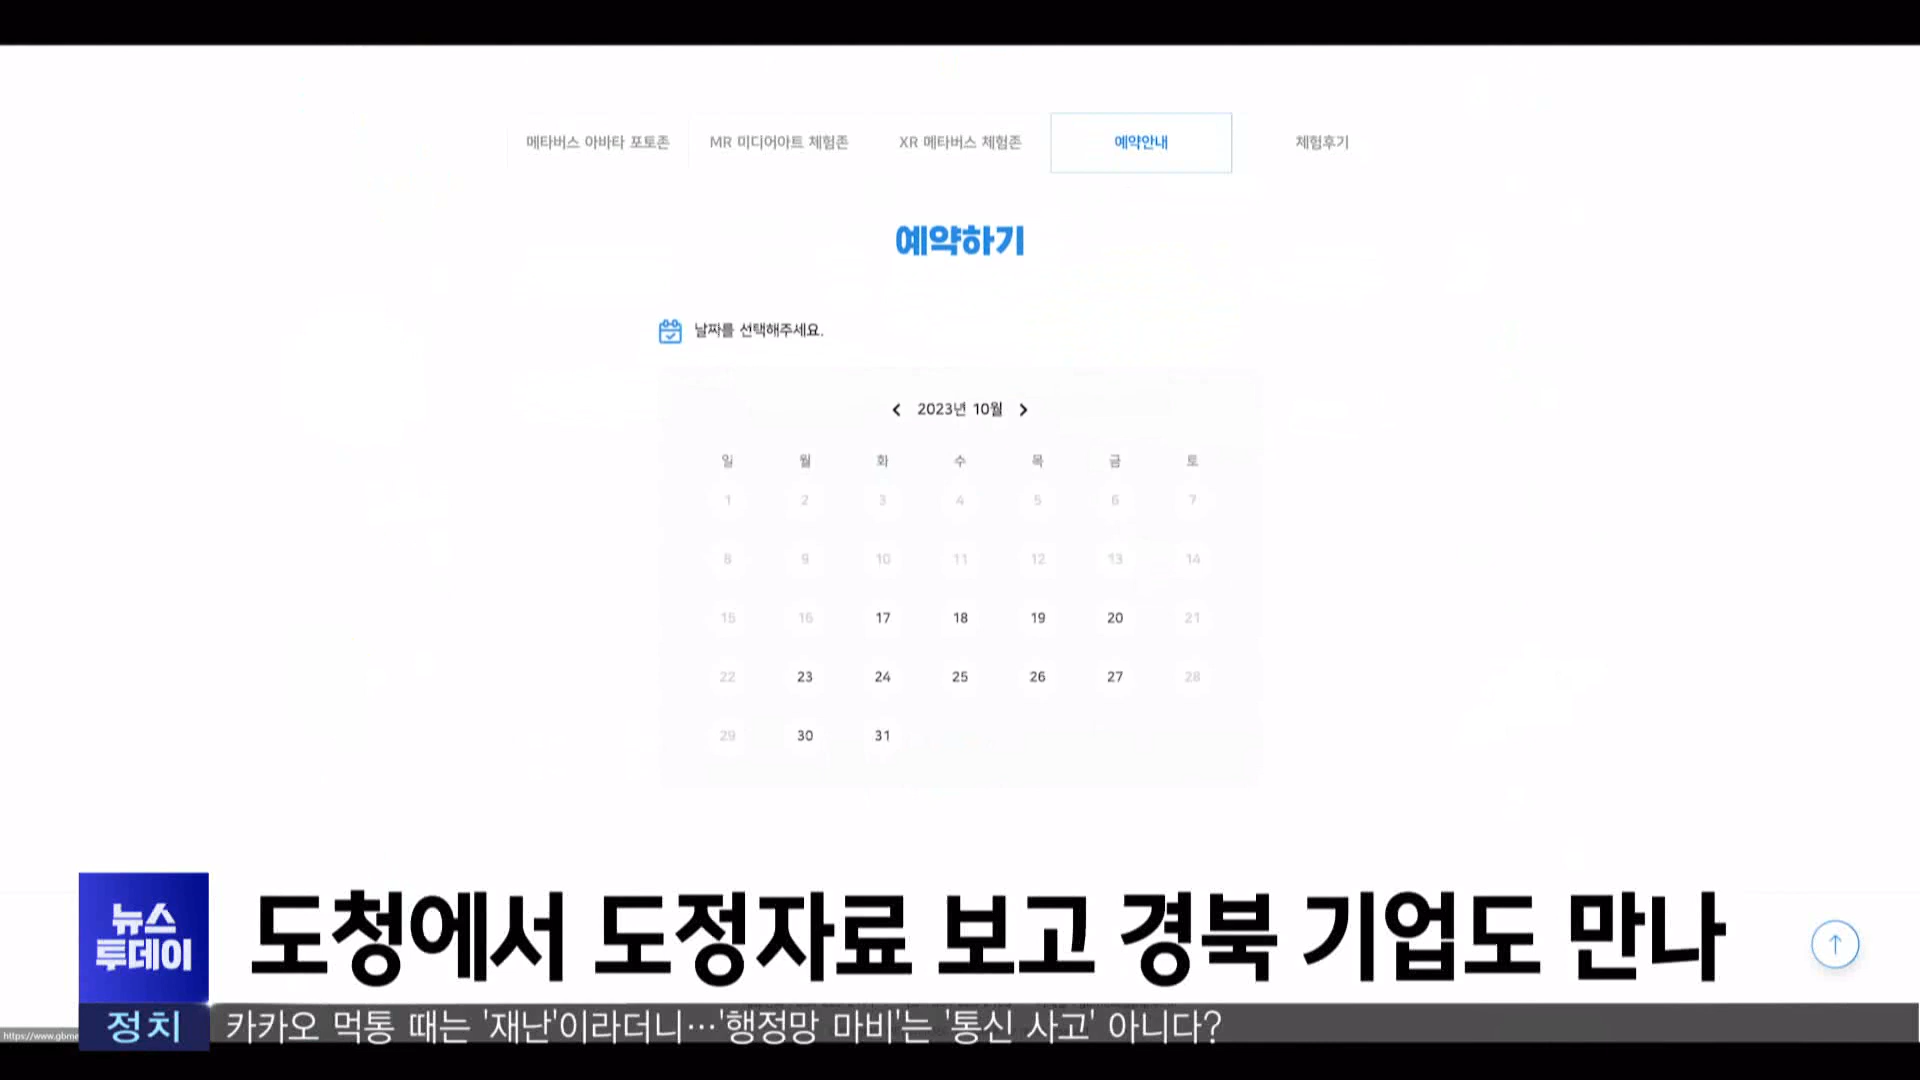 메타버스 아바타 포토존 MR 미디어아트 체험존 XR 메타버스 체험존 예약안내 체험후기
예약하기
날짜를 선택해주세요.
2023년 10월
일 월 화 수 목 금 토
1 2 3 4 5 6 7
8 9 10 11 12 13 14
15 16 17 18 19 20 21
22 23 24 25 26 27 28
29 30 31
뉴스
투데이
도청에서 도정자료 보고 경북 기업도 만나
정치
카카오 먹통 때는 '재난'이라더니…'행정망 마비'는 '통신 사고' 아니다?